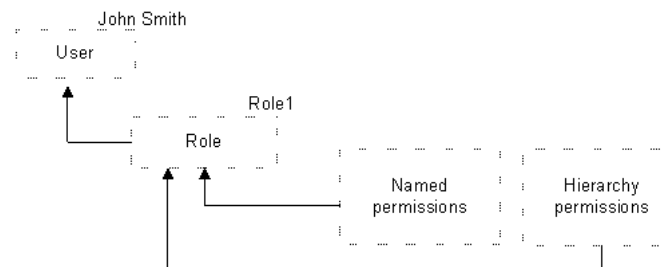 John Smith
User
Role1
Role
Named
permissions
Hierarchy
permissions